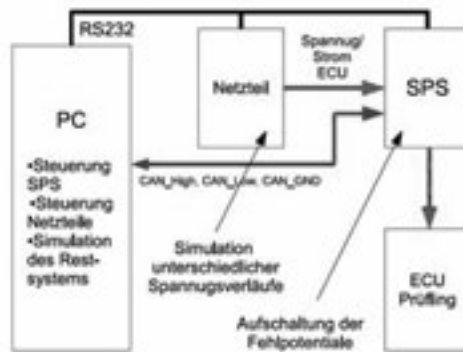 RS232
Spannug/
Strom
ECU
Netzteil
SPS
PC
•Steuerung
SPS
•Steuerung
Netzteile
•Simulation
des Rest-
systems
CAN_High, CAN_Low, CAN_GND
Simulation
unterschiedlicher
Spannugsverläufe
Aufschaltung der
Fehlpotentiale
ECU
Prüfling